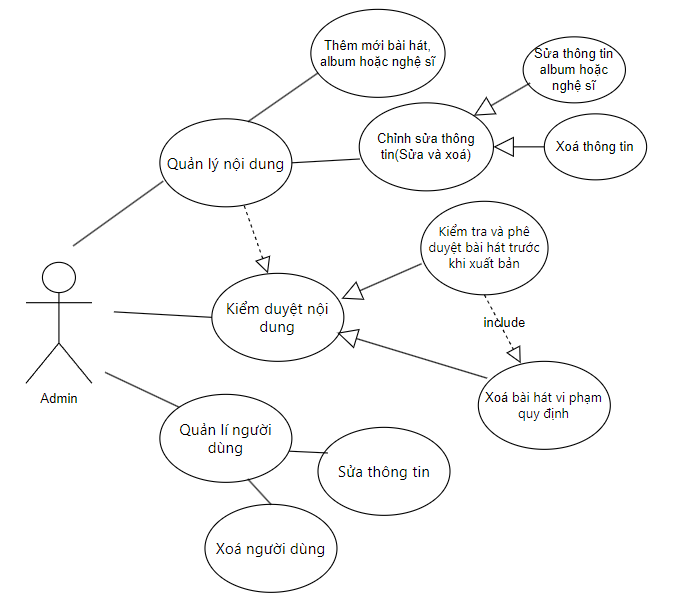 Thêm mới bài hát,
album hoặc nghệ sĩ
Sửa thông tin
album hoặc
nghệ sĩ
Chỉnh sửa thông
tin(Sửa và xoá)
Xoá thông tin
Quản lý nội dung
Kiểm tra và phê
duyệt bài hát trước
khi xuất bản
Kiểm duyệt nội
dung
include
Xoá bài hát vi phạm
quy định
Admin
Quản lí người
dùng
Sửa thông tin
Xoá người dùng